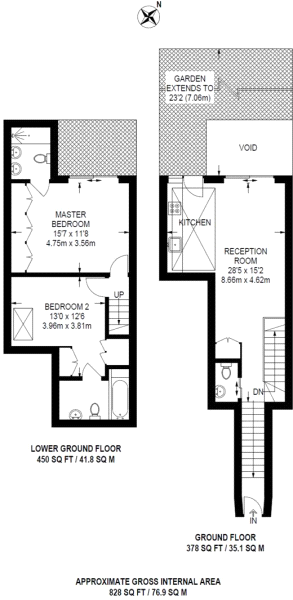 N
GARDEN
EXTENDS TO
23'2 (7.06m)
VOID
MASTER
BEDROOM
15'7 x 11'8
4.75m x 3.56m
KITCHEN
RECEPTION
ROOM
28'5 x 15'2
8.66m x 4.62m
UP
BEDROOM 2
13'0 x 12'6
3.96m x 3.81m
DN
LOWER GROUND FLOOR
450 SQ FT / 41.8 SQ M
IN
GROUND FLOOR
378 SQ FT / 35.1 SQ M
APPROXIMATE GROSS INTERNAL AREA
828 SQ FT / 76.9 SQ M